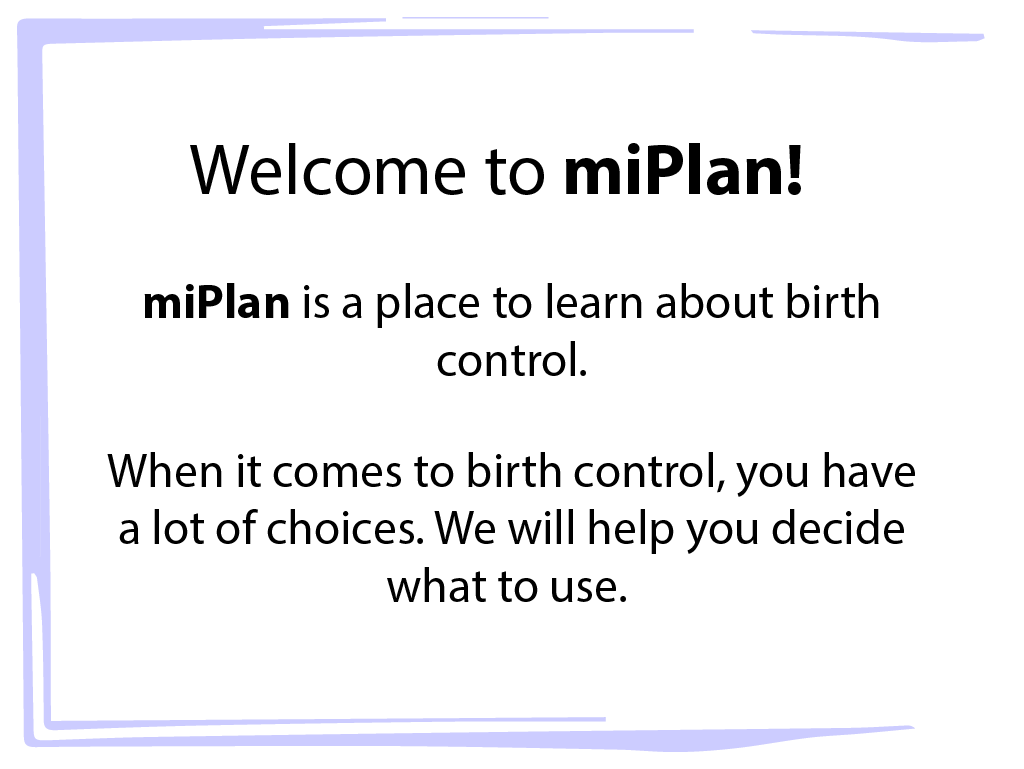 Welcome to miPlan!
miPlan is a place to learn about birth
control.
When it comes to birth control, you have
a lot of choices. We will help you decide
what to use.